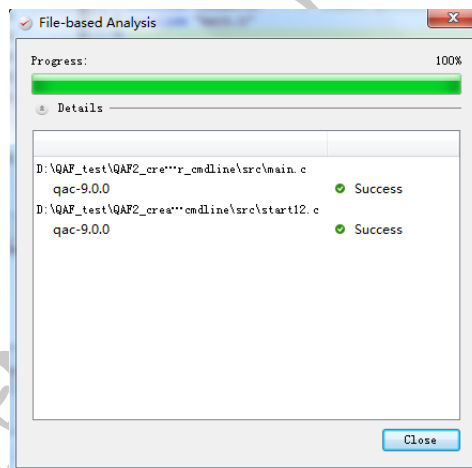 File-based Analysis
Progress: 100%
Details
D:\QAF_test\QAF2_cre···r_cmdline\src\main.c
qac-9.0.0 Success
D:\QAF_test\QAF2_crea···cmdline\src\start12.c
qac-9.0.0 Success
Close